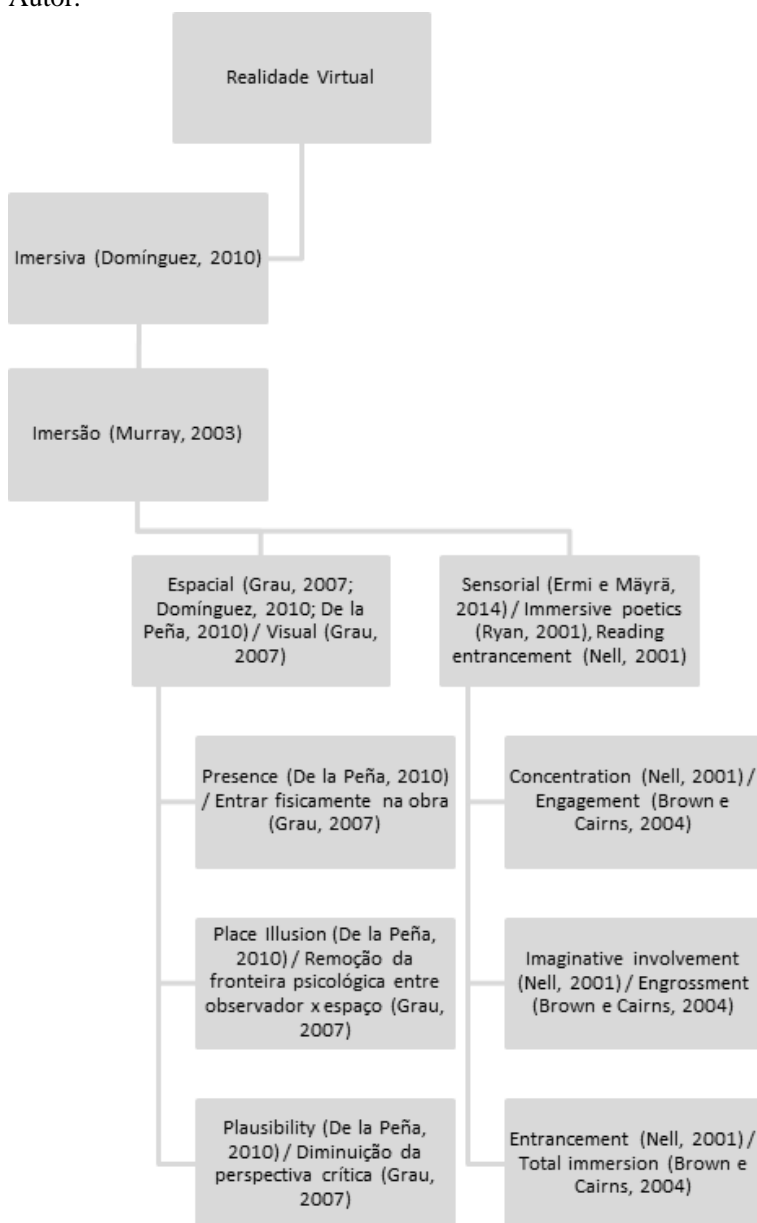 Autor.
Realidade Virtual
Imersiva (Domínguez, 2010)
Imersão (Murray, 2003)
Espacial (Grau, 2007;
Domínguez, 2010; De la
Peña, 2010) / Visual (Grau,
2007)
Sensorial (Ermi e Mäyrä,
2014) / Immersive poetics
(Ryan, 2001), Reading
entrancement (Nell, 2001)
Presence (De la Peña, 2010)
/ Entrar fisicamente na obra
(Grau, 2007)
Concentration (Nell, 2001) /
Engagement (Brown e
Cairns, 2004)
Place Illusion (De la Peña,
2010) / Remoção da
fronteira psicológica entre
observador x espaço (Grau,
2007)
Imaginative involvement
(Nell, 2001) / Engrossment
(Brown e Cairns, 2004)
Plausibility (De la Peña,
2010) / Diminuição da
perspectiva crítica (Grau,
2007)
Entrancement (Nell, 2001) /
Total immersion (Brown e
Cairns, 2004)